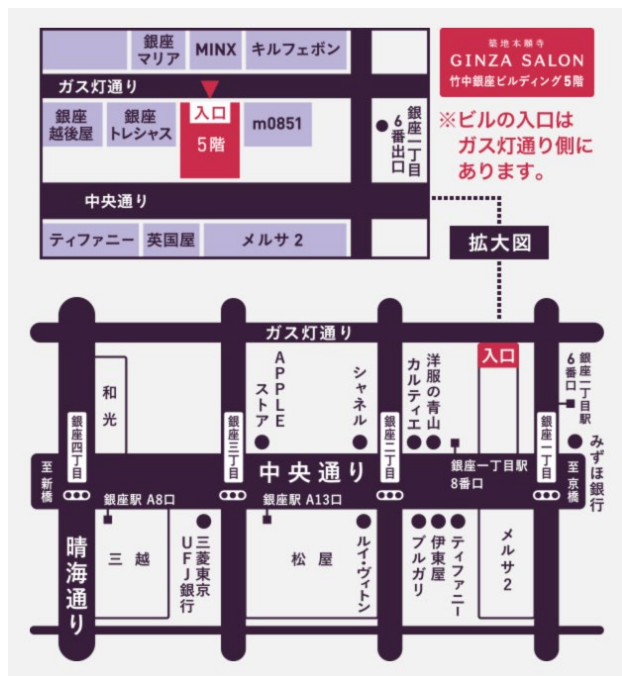 銀座
マリア
MINX
キルフェボン
ガス灯通り
銀座
越後屋
銀座
トレシャス
入口
5階
m0851
銀座一丁目
6番出口
中央通り
ティファニー
英国屋
メルサ2
築地本願寺
GINZA SALON
竹中銀座ビルディング5階
※ビルの入口は
ガス灯通り側に
あります。
拡大図
ガス灯通り
和光
APPLE
ストア
シャネル
洋服の青山
カルティエ
入口
銀座一丁目駅
6番口
みずほ銀行
銀座四丁目
銀座三丁目
銀座二丁目
銀座一丁目
至新橋
中央通り
銀座一丁目駅
8番口
至京橋
銀座駅 A8口
銀座駅 A13口
晴海通り
三越
三菱東京
UFJ銀行
松屋
ルイ・ヴィトン
ティファニー
伊東屋
ブルガリ
メルサ2